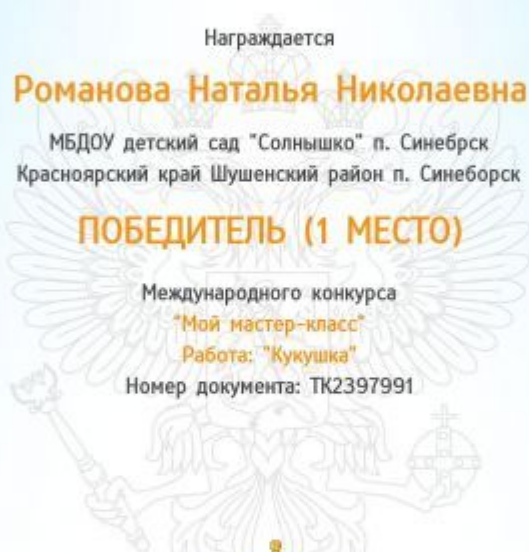 Награждается
Романова Наталья Николаевна
МБДОУ детский сад "Солнышко" п. Синебрск
Красноярский край Шушенский район п. Синеборск
ПОБЕДИТЕЛЬ (1 МЕСТО)
Международного конкурса
"Мой мастер-класс"
Работа: "Кукушка"
Номер документа: ТК2397991